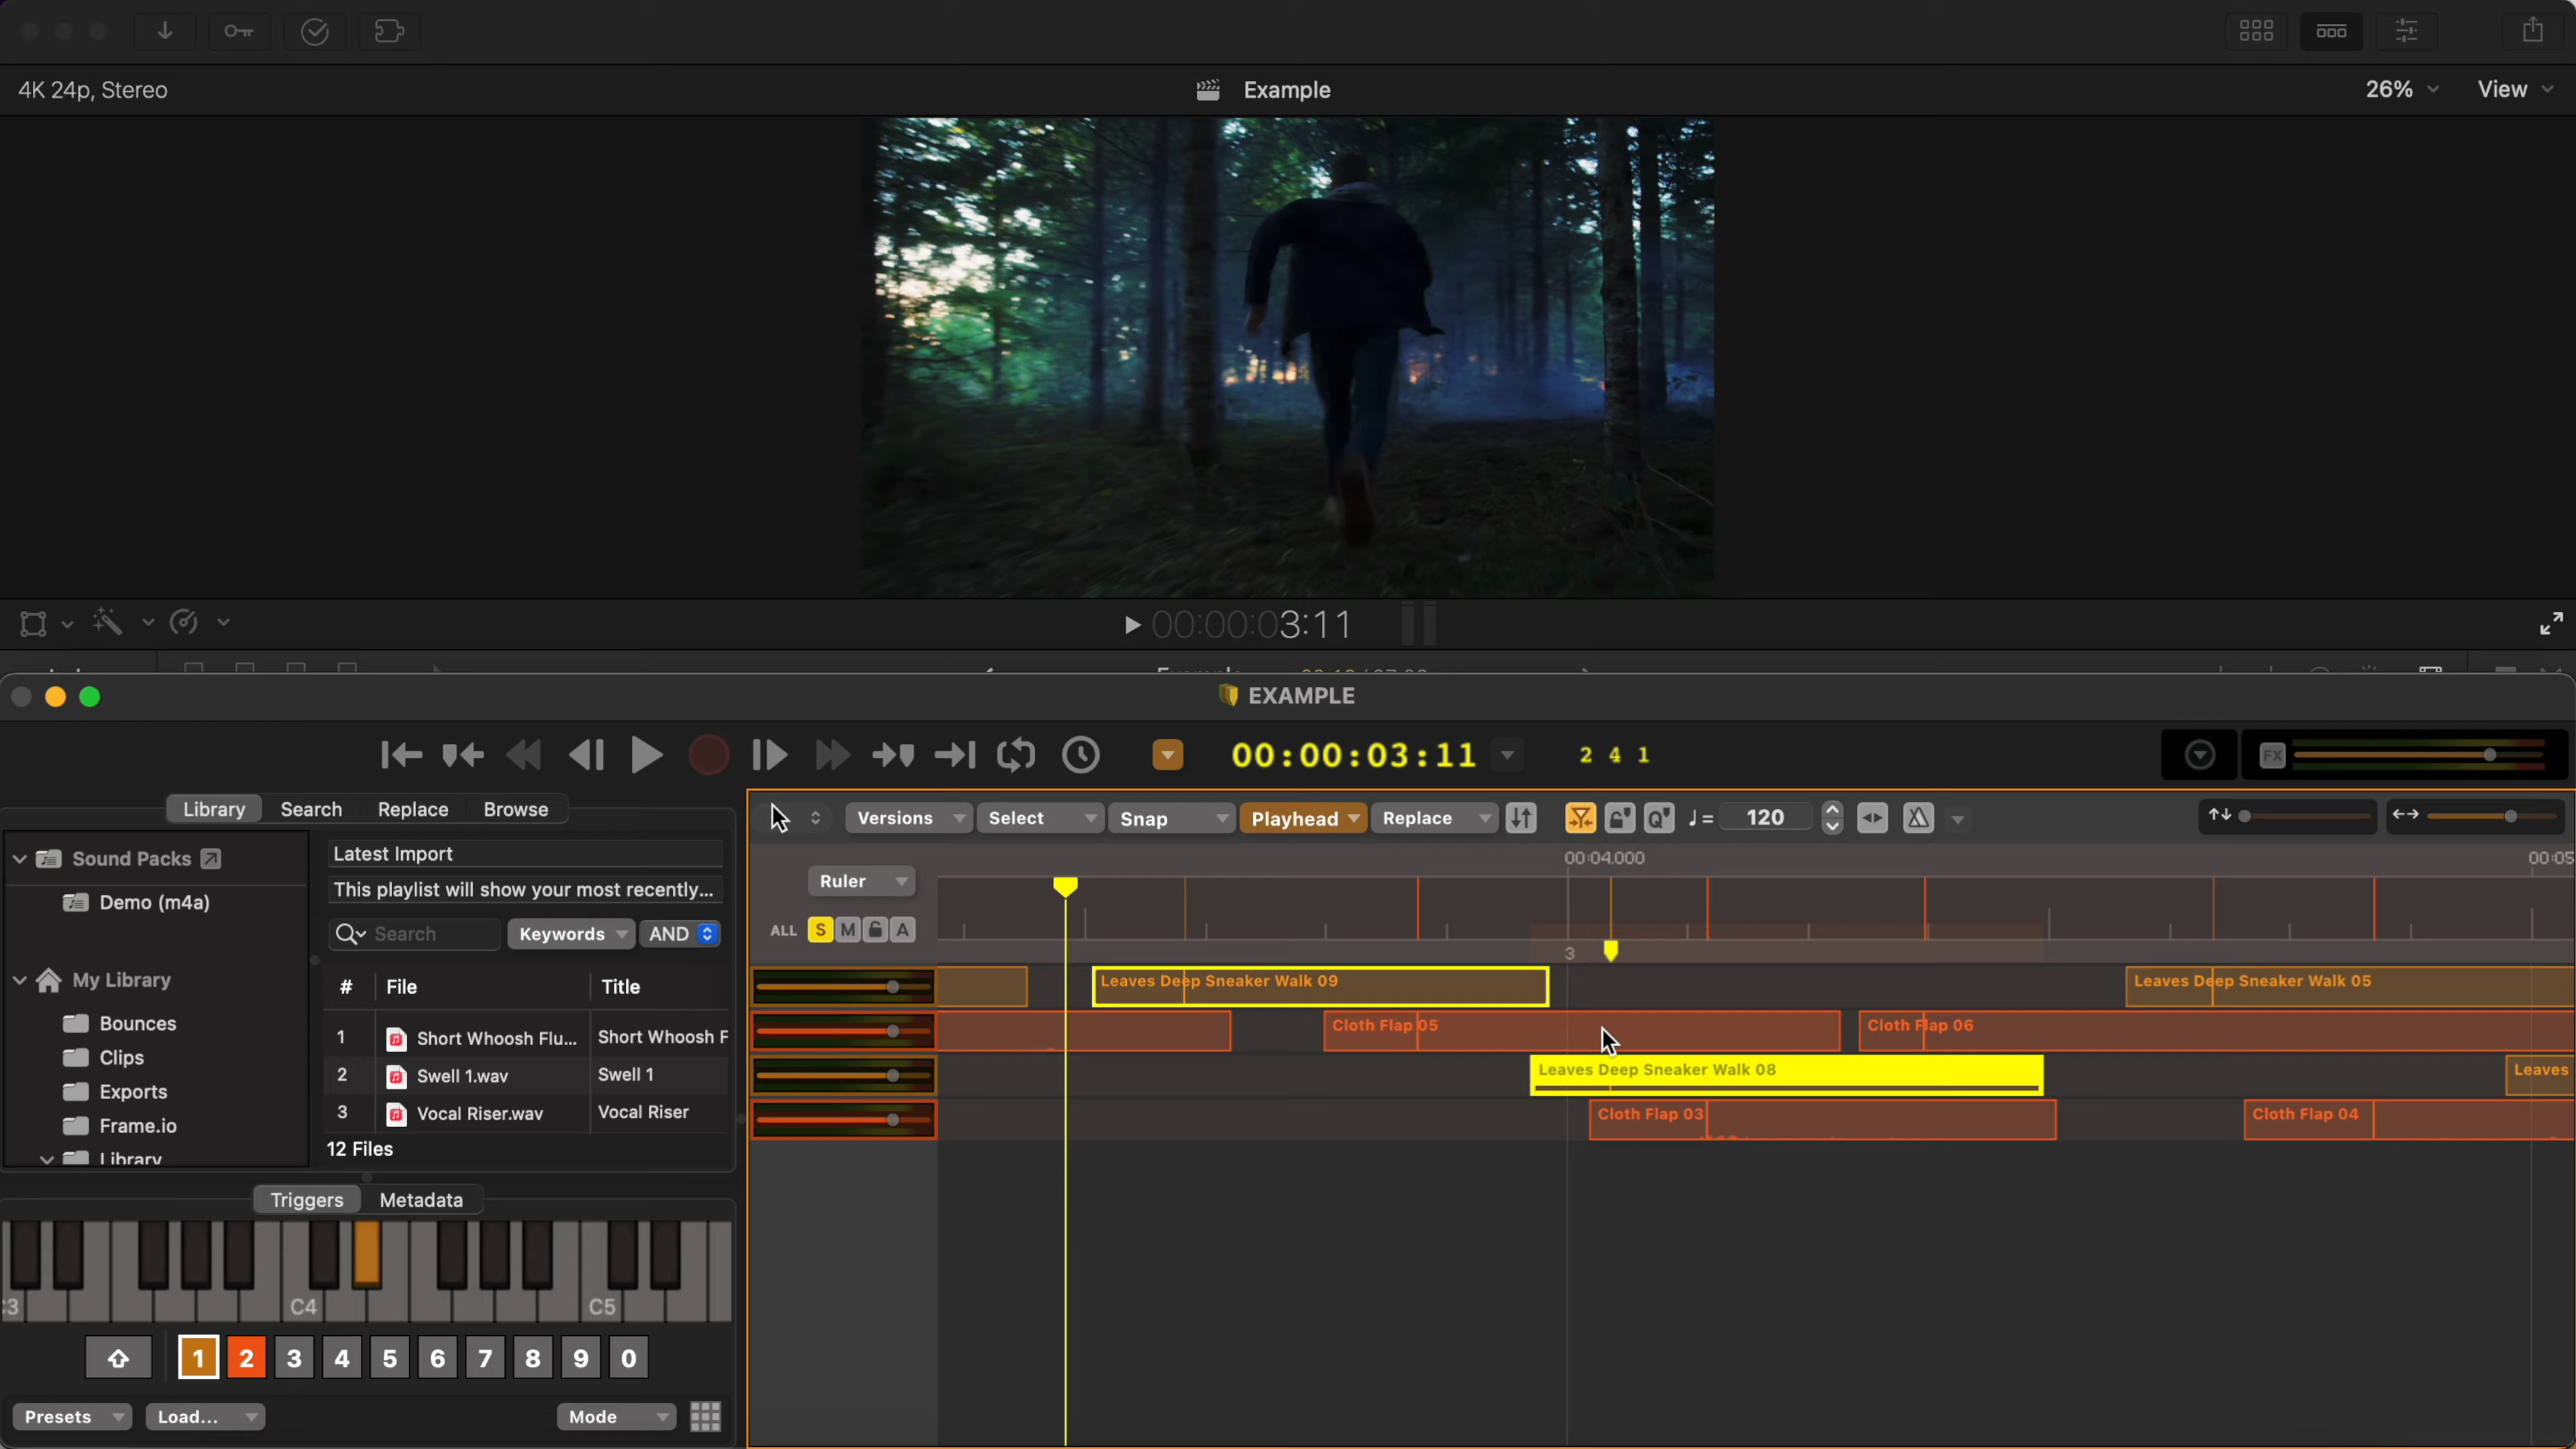 4K 24p, Stereo
Example
26%
View
00:00:03:11
EXAMPLE
00:00:03:11
2 4 1
FX
Library
Search
Replace
Browse
Versions
Select
Snap
Playhead
Replace
= 120
Sound Packs
Demo (m4a)
My Library
Bounces
Clips
Exports
Frame.io
Library
Latest Import
This playlist will show your most recently...
Search
Keywords
AND
# File Title
1 Short Whoosh Flu... Short Whoosh F
2 Swell 1.wav Swell 1
3 Vocal Riser.wav Vocal Riser
12 Files
00:04.000
00:05
Ruler
ALL S M A
3
Leaves Deep Sneaker Walk 09
Leaves Deep Sneaker Walk 05
Cloth Flap 05
Cloth Flap 06
Leaves Deep Sneaker Walk 08
Leaves
Cloth Flap 03
Cloth Flap 04
Triggers
Metadata
C4
C5
1 2 3 4 5 6 7 8 9 0
Presets
Load...
Mode